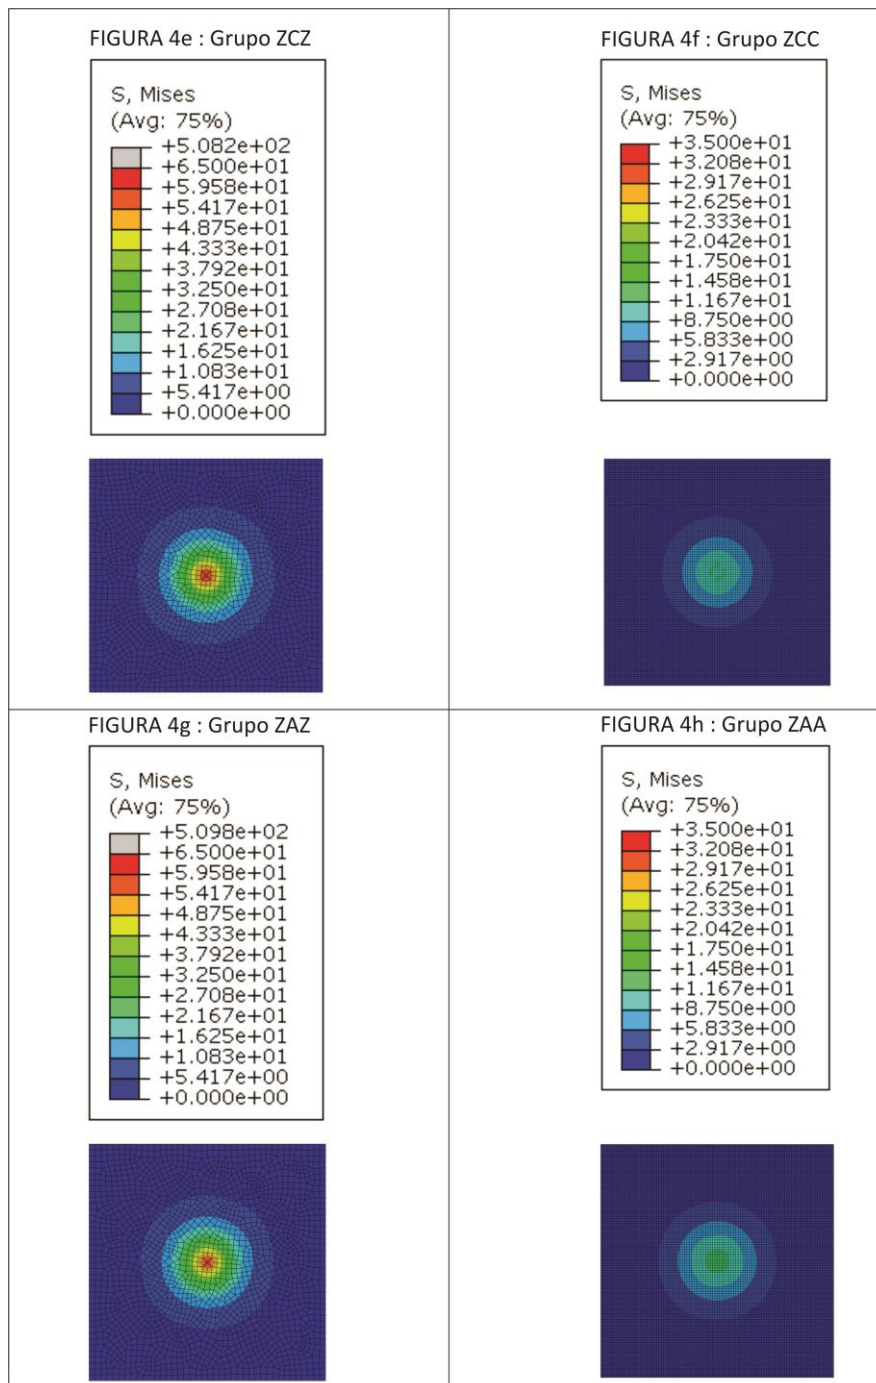 FIGURA 4e : Grupo ZCZ
S, Mises
(Avg: 75%)
+5.082e+02
+6.500e+01
+5.958e+01
+5.417e+01
+4.875e+01
+4.333e+01
+3.792e+01
+3.250e+01
+2.708e+01
+2.167e+01
+1.625e+01
+1.083e+01
+5.417e+00
+0.000e+00
FIGURA 4f : Grupo ZCC
S, Mises
(Avg: 75%)
+3.500e+01
+3.208e+01
+2.917e+01
+2.625e+01
+2.333e+01
+2.042e+01
+1.750e+01
+1.458e+01
+1.167e+01
+8.750e+00
+5.833e+00
+2.917e+00
+0.000e+00
FIGURA 4g : Grupo ZAZ
S, Mises
(Avg: 75%)
+5.098e+02
+6.500e+01
+5.958e+01
+5.417e+01
+4.875e+01
+4.333e+01
+3.792e+01
+3.250e+01
+2.708e+01
+2.167e+01
+1.625e+01
+1.083e+01
+5.417e+00
+0.000e+00
FIGURA 4h : Grupo ZAA
S, Mises
(Avg: 75%)
+3.500e+01
+3.208e+01
+2.917e+01
+2.625e+01
+2.333e+01
+2.042e+01
+1.750e+01
+1.458e+01
+1.167e+01
+8.750e+00
+5.833e+00
+2.917e+00
+0.000e+00